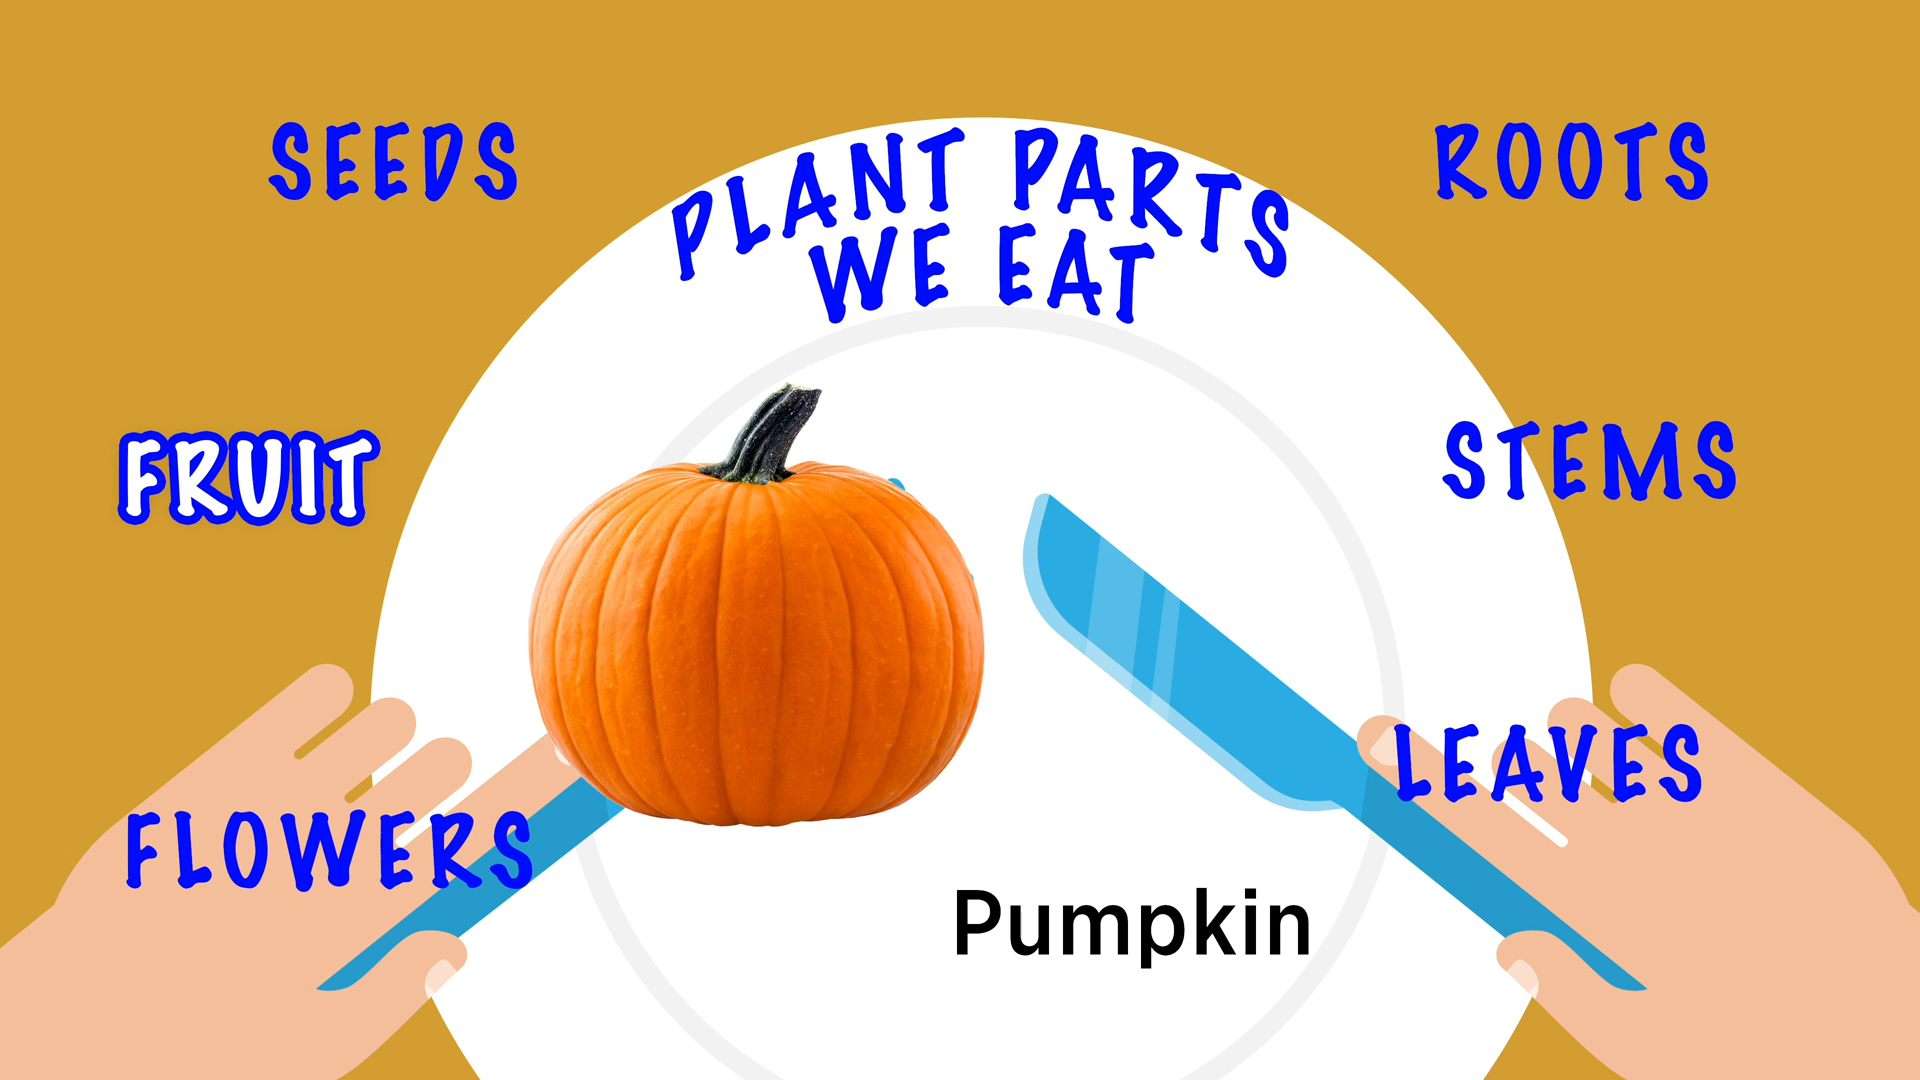 SEEDS
ROOTS
PLANT PARTS
WE EAT
FRUIT
STEMS
LEAVES
FLOWERS
Pumpkin